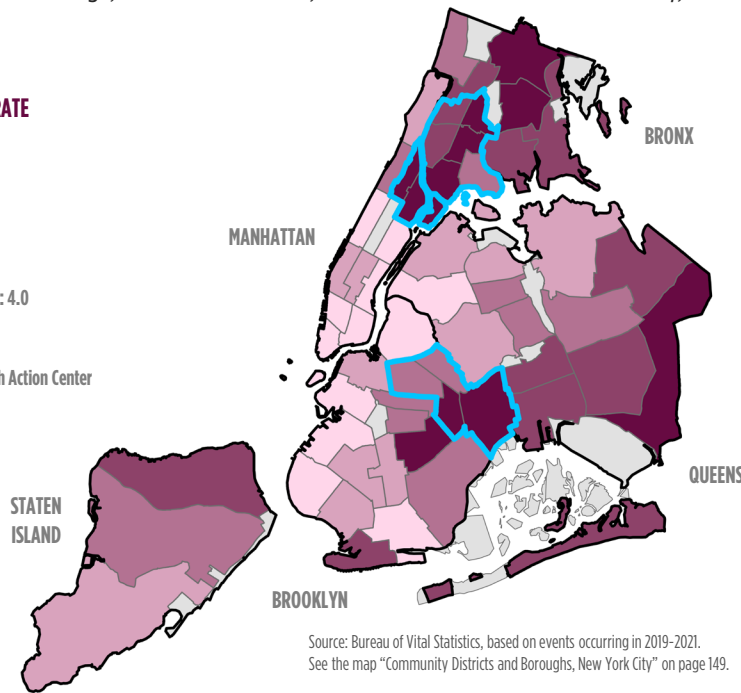 RATE
BRONX
MANHATTAN
: 4.0
Action Center
QUEENS
STATEN
ISLAND
BROOKLYN
Source: Bureau of Vital Statistics, based on events occurring in 2019-2021.
See the map “Community Districts and Boroughs, New York City” on page 149.